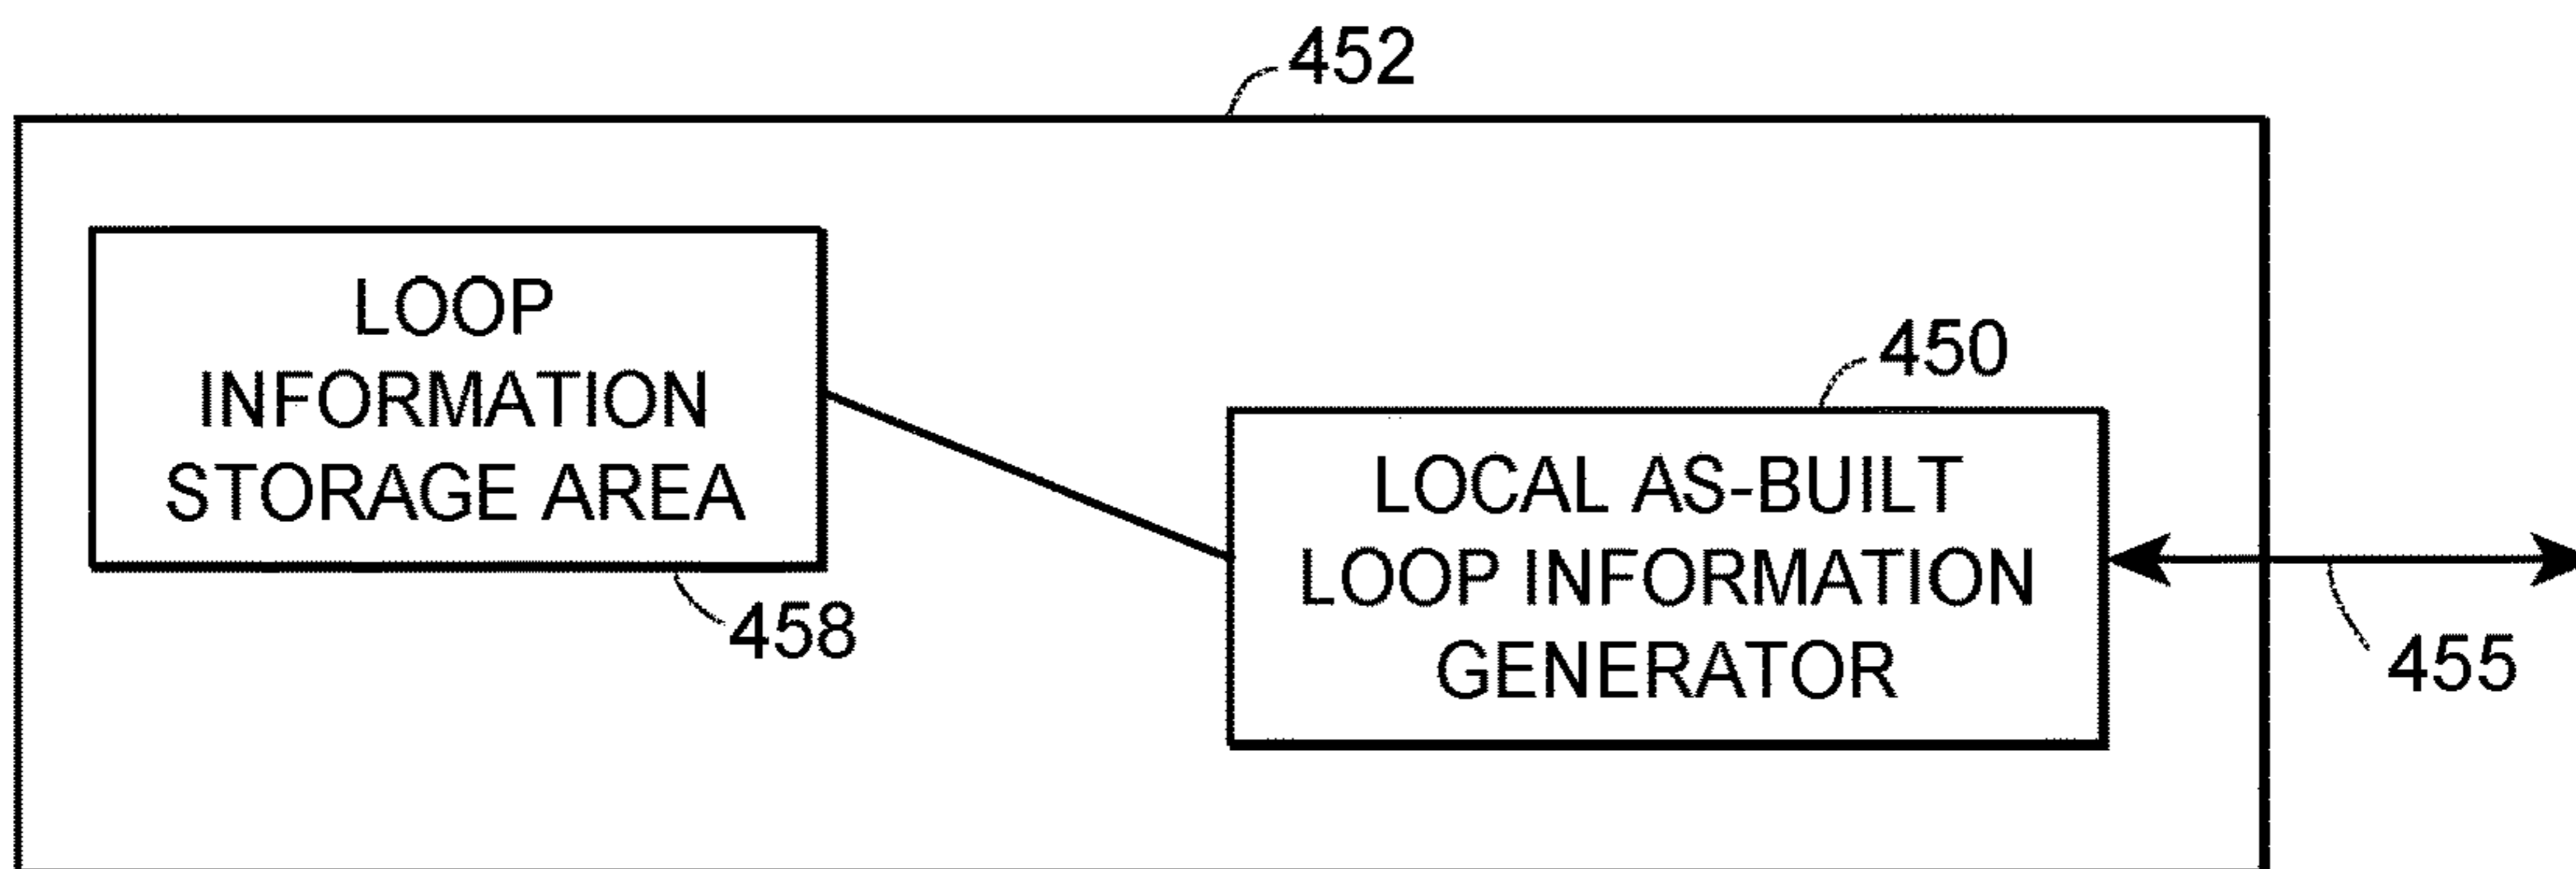 452
LOOP
INFORMATION
STORAGE AREA
458
450
LOCAL AS-BUILT
LOOP INFORMATION
GENERATOR
455